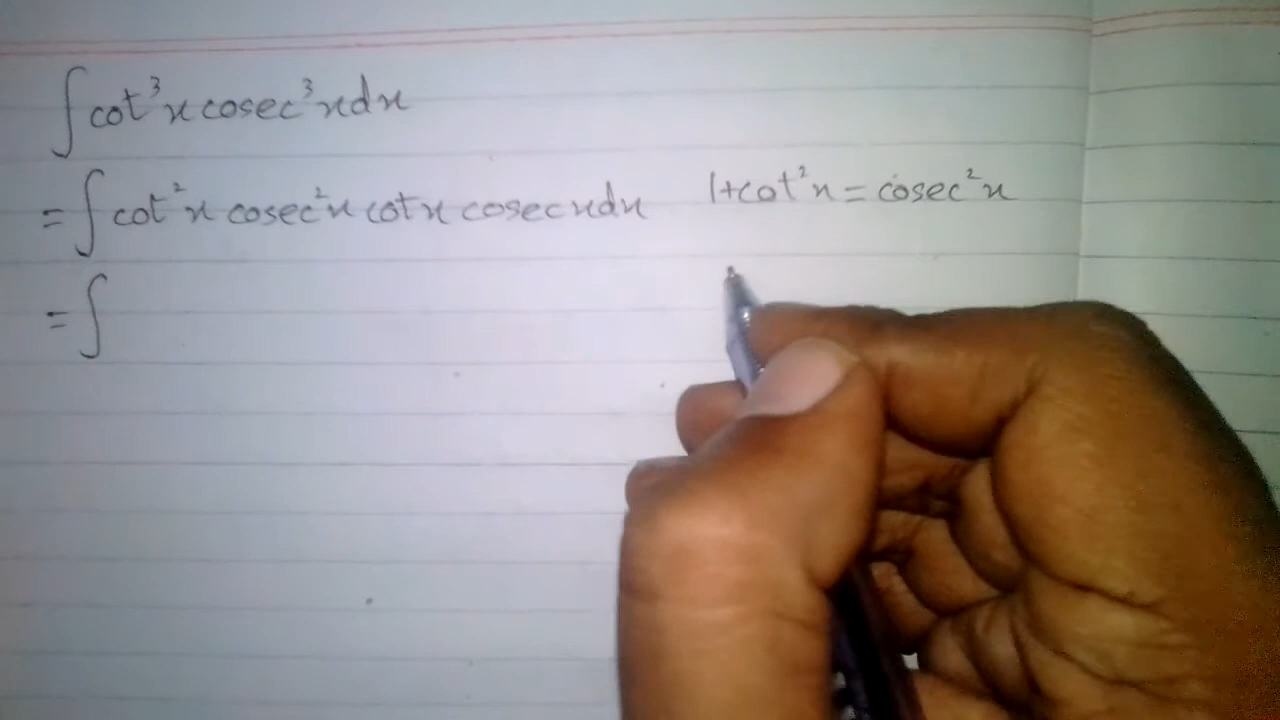 ∫cot³x cosec³x dx
=∫cot²x cosec²x cotx cosecx dx 1+cot²x = cosec²x
=∫